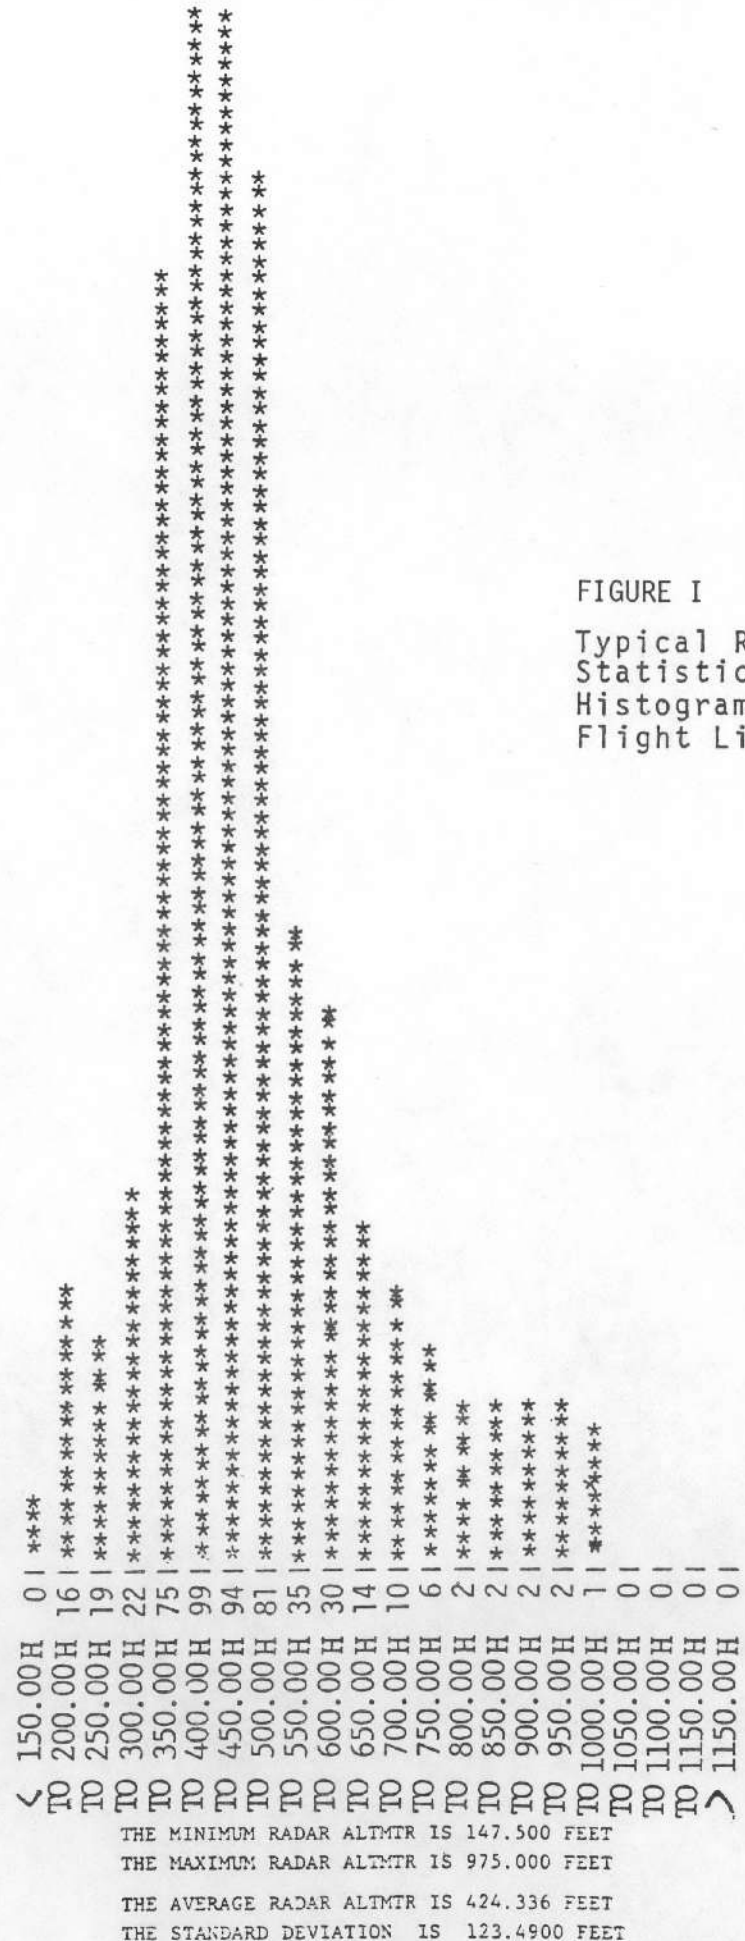 FIGURE I
Typical R
Statistic
Histogram
Flight Li
< 150.00H 0|
TO 200.00H 16|
TO 250.00H 19|
TO 300.00H 22|
TO 350.00H 75|
TO 400.00H 99|
TO 450.00H 94|
TO 500.00H 81|
TO 550.00H 35|
TO 600.00H 30|
TO 650.00H 14|
TO 700.00H 10|
TO 750.00H 6|
TO 800.00H 2|
TO 850.00H 2|
TO 900.00H 2|
TO 950.00H 2|
TO 1000.00H 1|
TO 1050.00H 0|
TO 1100.00H 0|
TO 1150.00H 0|
> 1150.00H 0|
THE MINIMUM RADAR ALTMTR IS 147.500 FEET
THE MAXIMUM RADAR ALTMTR IS 975.000 FEET
THE AVERAGE RADAR ALTMTR IS 424.336 FEET
THE STANDARD DEVIATION IS 123.4900 FEET